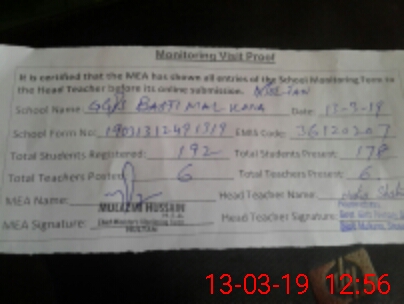 Monitoring Visit Proof
It is certified that the MEA has shown all entries of the School Monitoring Form to
the Head Teacher before its online submission.
School Name: GGPS BASTI MAL Date: 13-3-19
School Form No: EMIS Code: 36120207
Total Students Registered: 192 Total Students Present: 178
Total Teachers Posted: 6 Total Teachers Present: 6
MEA Name: Head Teacher Name:
HUSSAIN
M.E.A.
MEA Signature: Head Teacher Signature:
MULTAN
13-03-19 12:56